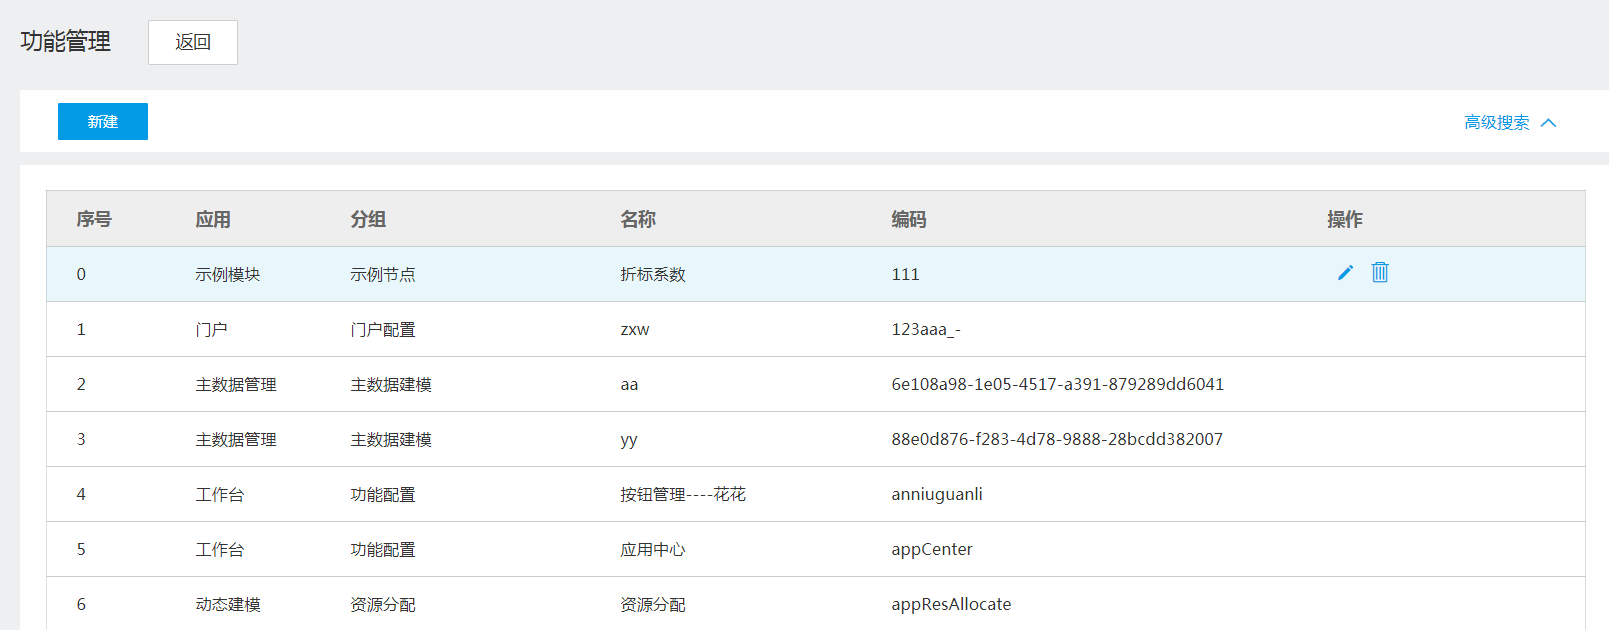 功能管理 返回
新建 高级搜索
序号 应用 分组 名称 编码 操作
0 示例模块 示例节点 折标系数 111
1 门户 门户配置 zxw 123aaa_-
2 主数据管理 主数据建模 aa 6e108a98-1e05-4517-a391-879289dd6041
3 主数据管理 主数据建模 yy 88e0d876-f283-4d78-9888-28bcdd382007
4 工作台 功能配置 按钮管理----花花 anniuguanli
5 工作台 功能配置 应用中心 appCenter
6 动态建模 资源分配 资源分配 appResAllocate